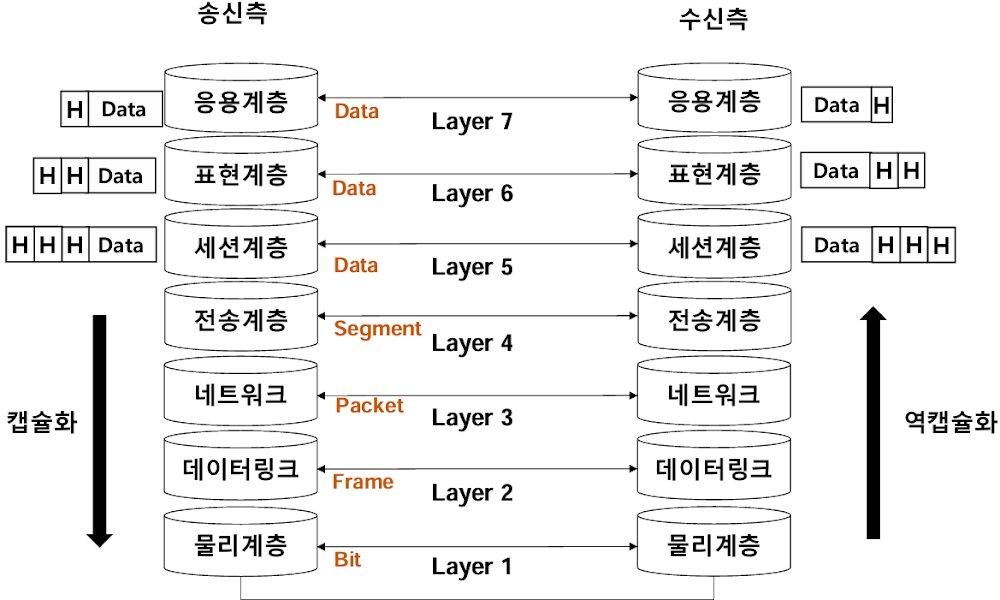 송신측
수신측
H Data
응용계층
Data
Layer 7
응용계층
Data H
H H Data
표현계층
Data
Layer 6
표현계층
Data H H
H H H Data
세션계층
Data
Layer 5
세션계층
Data H H H
전송계층
Segment
Layer 4
전송계층
캡슐화
네트워크
Packet
Layer 3
네트워크
역캡슐화
데이터링크
Frame
Layer 2
데이터링크
물리계층
Bit
Layer 1
물리계층